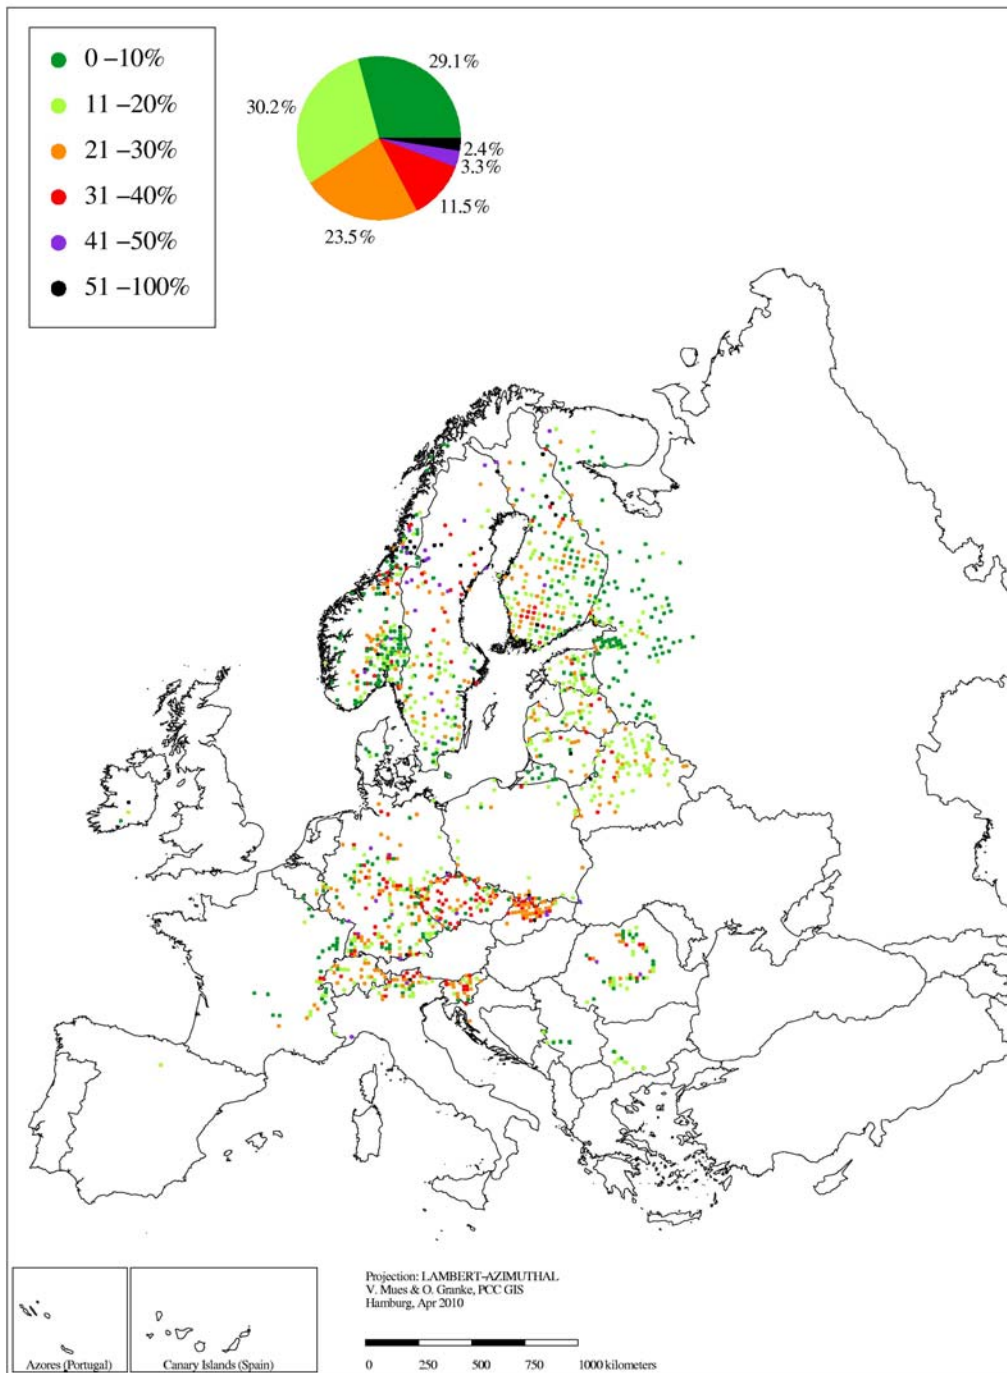 0 –10%
11 –20%
21 –30%
31 –40%
41 –50%
51 –100%
29.1%
30.2%
2.4%
3.3%
11.5%
23.5%
Projection: LAMBERT–AZIMUTHAL
V. Mues & O. Granke, PCC GIS
Hamburg, Apr 2010
Azores (Portugal)
Canary Islands (Spain)
0 250 500 750 1000 kilometers